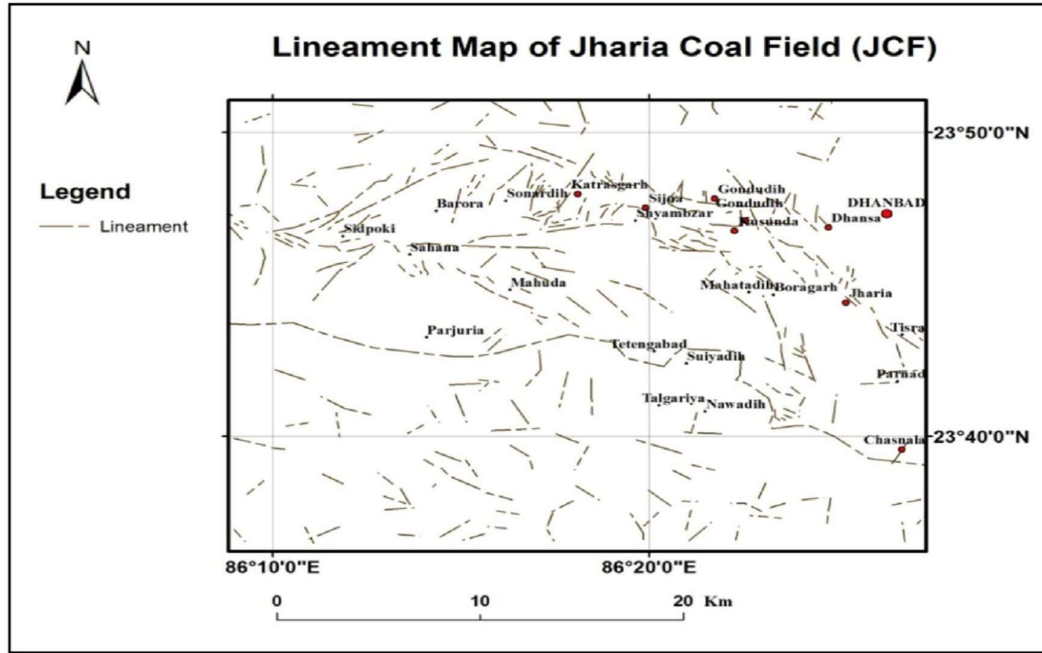 Lineament Map of Jharia Coal Field (JCF)
N
Legend
Lineament
23°50'0"N
Katrasgarh
Sonardih
Gondudih
Sijua
DHANBAD
Barora
Gondudih
Shyambzar
Dhansa
Kusunda
Sidpoki
Sahana
Mahuda
Mahatadih
Boragarh
Jharia
Parjuria
Tisra
Tetengabad
Suiyadih
Parnad
Talgariya
Nawadih
Chasnala
23°40'0"N
86°10'0"E
86°20'0"E
0
10
20
Km